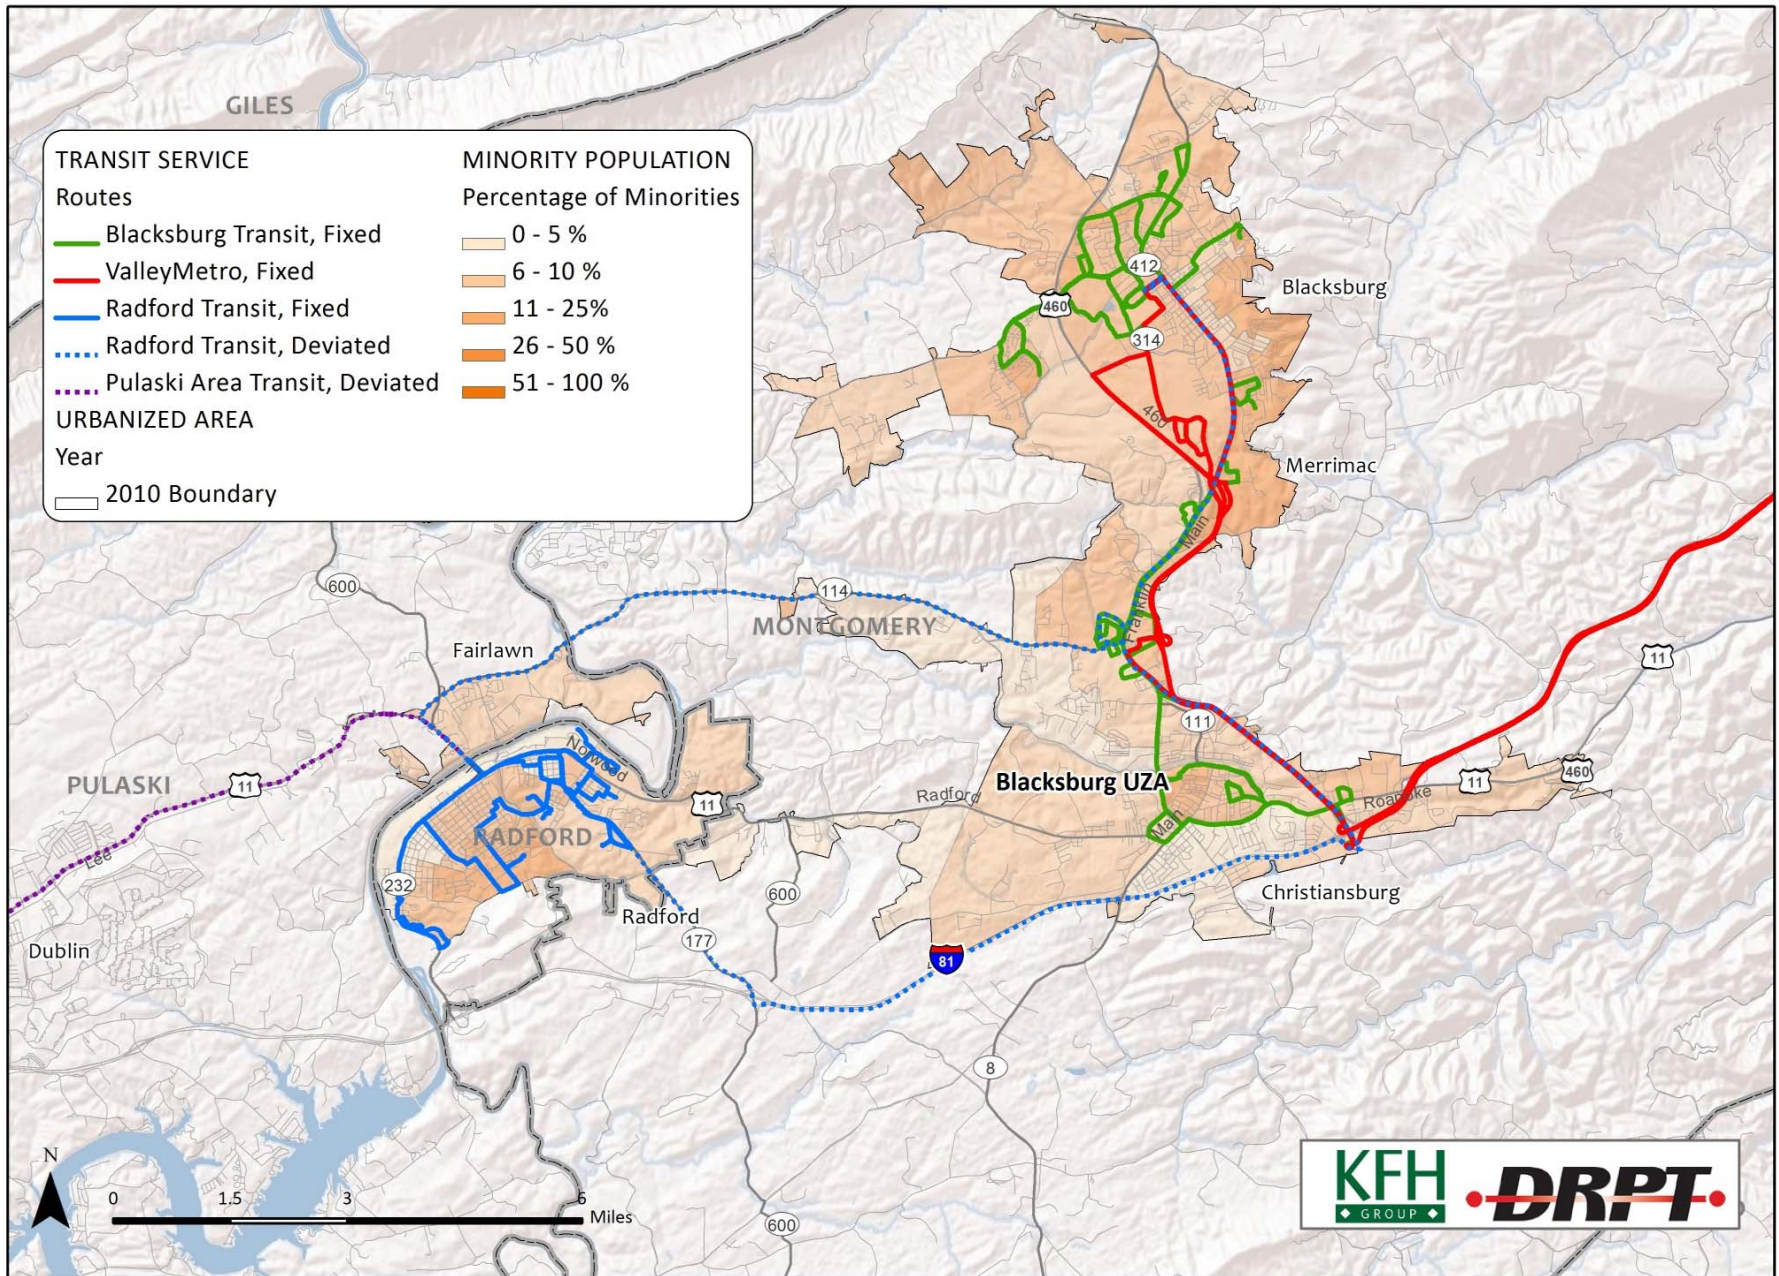 GILES
TRANSIT SERVICE
Routes
Blacksburg Transit, Fixed
ValleyMetro, Fixed
Radford Transit, Fixed
Radford Transit, Deviated
Pulaski Area Transit, Deviated
URBANIZED AREA
Year
2010 Boundary
MINORITY POPULATION
Percentage of Minorities
0 - 5 %
6 - 10 %
11 - 25%
26 - 50 %
51 - 100 %
412
Blacksburg
460
314
460
Merrimac
Main
600
114
Franklin
MONTGOMERY
Fairlawn
11
111
Norwood
PULASKI
11
11
Radford
Blacksburg UZA
11
460
Roanoke
Main
RADFORD
Lee
232
600
Christiansburg
Radford
177
Dublin
81
8
N
0
1.5
3
6
Miles
600
KFH
GROUP
DRPT